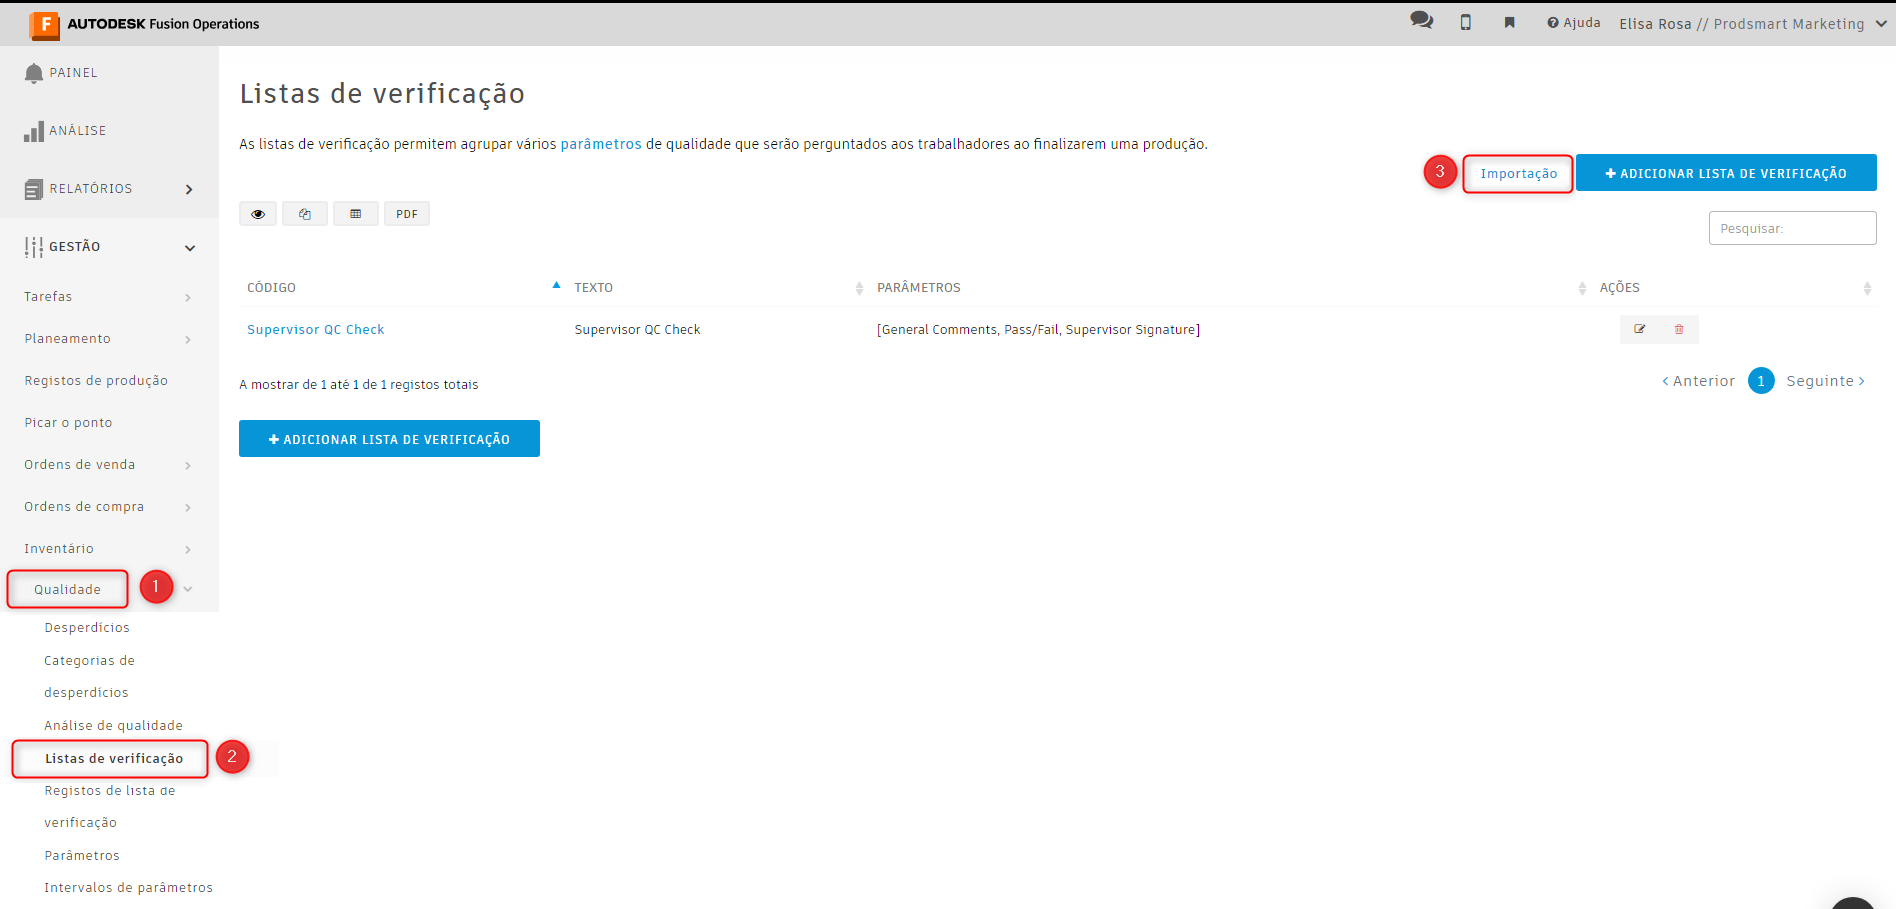 F AUTODESK Fusion Operations
Ajuda
Elisa Rosa // Prodsmart Marketing
PAINEL
ANÁLISE
RELATÓRIOS
GESTÃO
Tarefas
Planeamento
Registos de produção
Picar o ponto
Ordens de venda
Ordens de compra
Inventário
Qualidade
1
Desperdícios
Categorias de
desperdícios
Análise de qualidade
Listas de verificação
2
Registos de lista de
verificação
Parâmetros
Intervalos de parâmetros
Listas de verificação
As listas de verificação permitem agrupar vários parâmetros de qualidade que serão perguntados aos trabalhadores ao finalizarem uma produção.
3
Importação
+ ADICIONAR LISTA DE VERIFICAÇÃO
PDF
Pesquisar:
CÓDIGO TEXTO PARÂMETROS AÇÕES
Supervisor QC Check Supervisor QC Check [General Comments, Pass/Fail, Supervisor Signature]
A mostrar de 1 até 1 de 1 registos totais
< Anterior 1 Seguinte >
+ ADICIONAR LISTA DE VERIFICAÇÃO